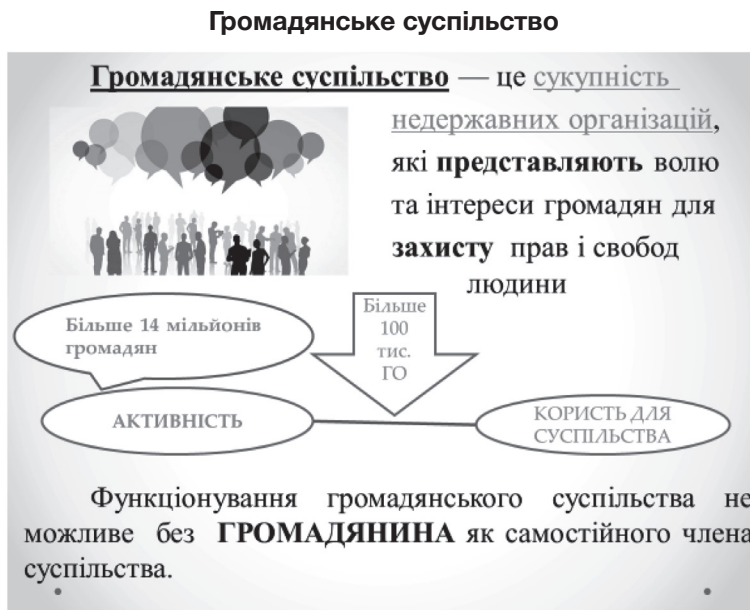 Громадянське суспільство
Громадянське суспільство — це сукупність
недержавних організацій,
які представляють волю
та інтереси громадян для
захисту прав і свобод
людини
Більше 14 мільйонів
громадян
Більше
100
тис.
ГО
АКТИВНІСТЬ
КОРИСТЬ ДЛЯ
СУСПІЛЬСТВА
Функціонування громадянського суспільства не
можливе без ГРОМАДЯНИНА як самостійного члена
суспільства.